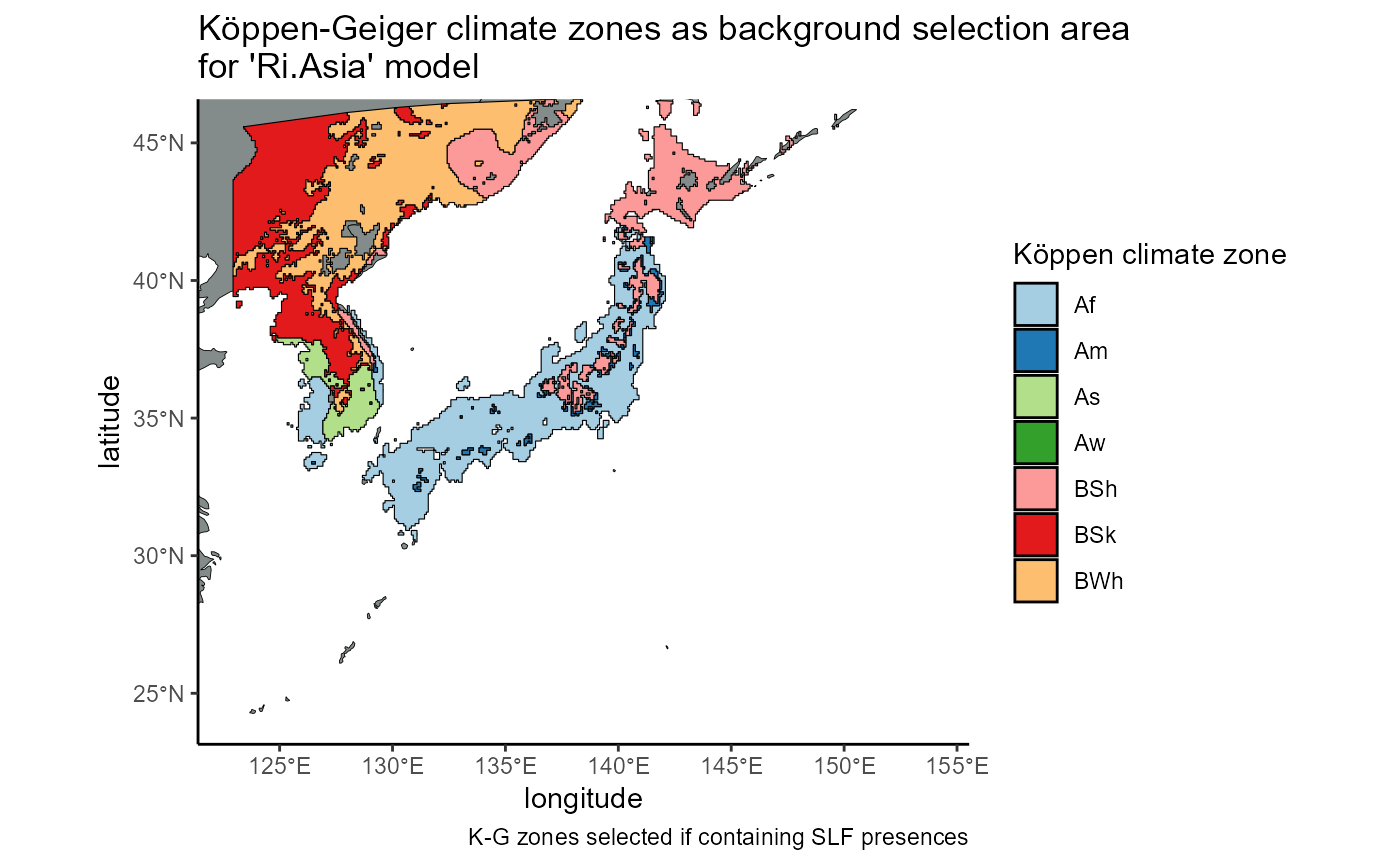 Köppen-Geiger climate zones as background selection area
for 'Ri.Asia' model
45°N
40°N
35°N
30°N
25°N
latitude
125°E
130°E
135°E
140°E
145°E
150°E
155°E
longitude
K-G zones selected if containing SLF presences
Köppen climate zone
Af
Am
As
Aw
BSh
BSk
BWh